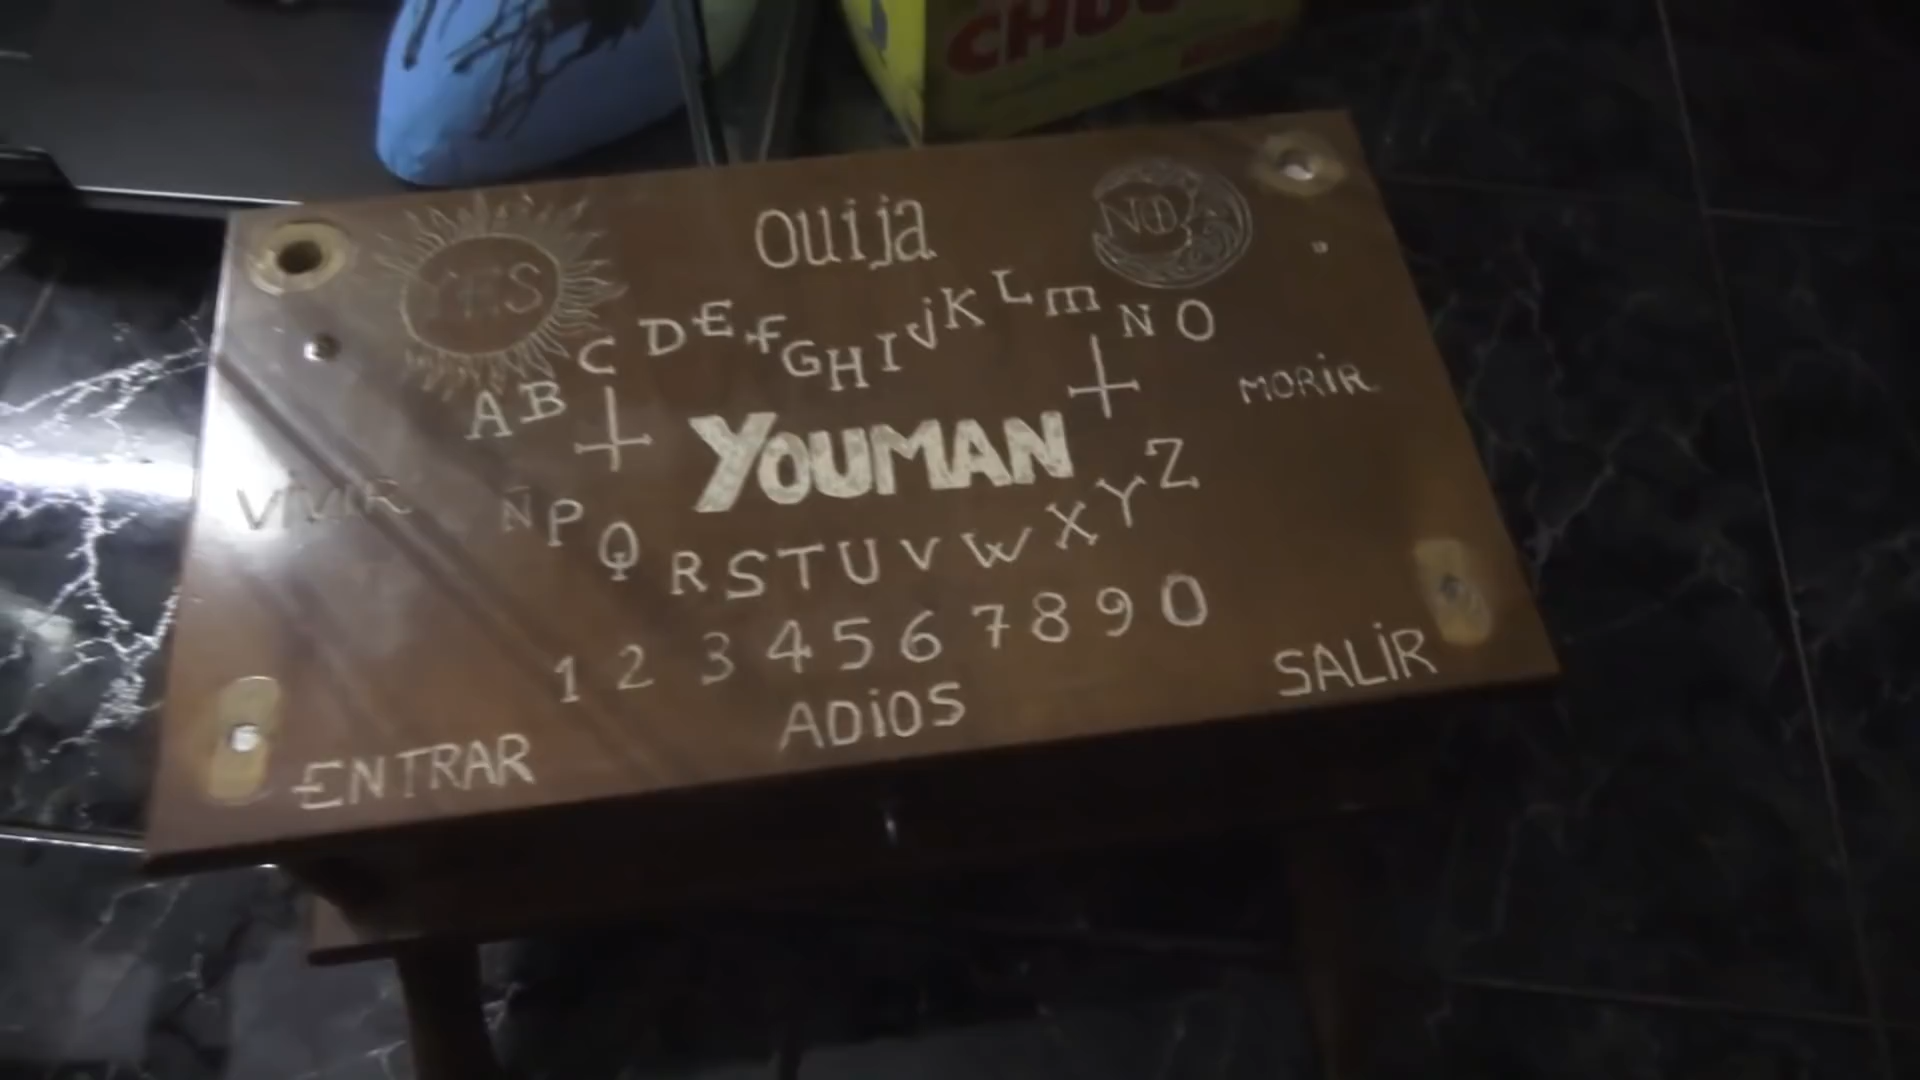 CHUC
Ouija
YES
NO
A B C D E F G H I j K L m N O
YOUMAN
VIVIR
MORIR
Ñ P Q R S T U V W X Y Z
1 2 3 4 5 6 7 8 9 0
ENTRAR
ADiOS
SALIR